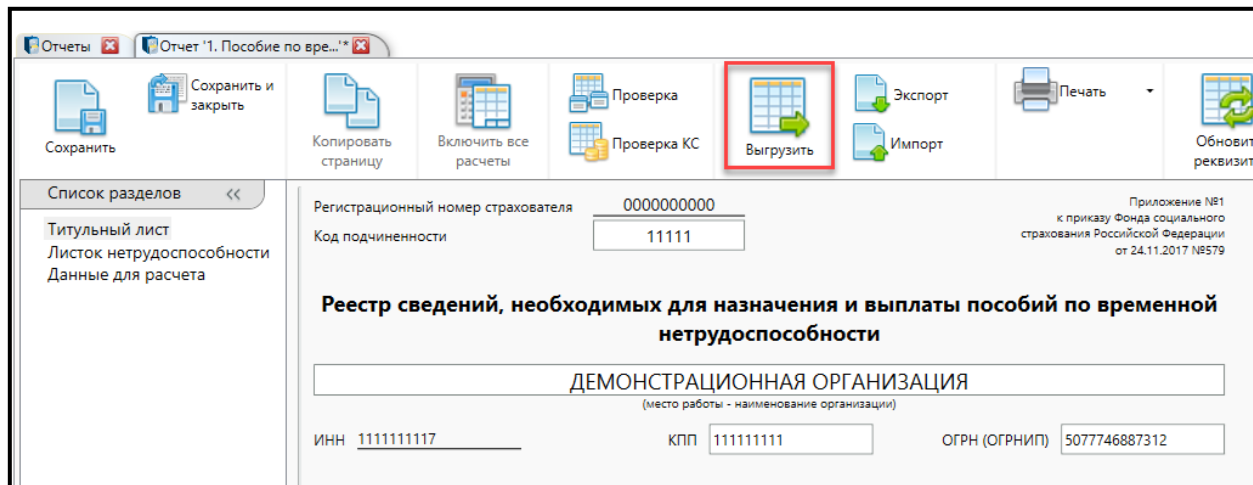 Отчеты
Отчет '1. Пособие по вре...'*
Сохранить
Сохранить и
закрыть
Копировать
страницу
Включить все
расчеты
Проверка
Проверка КС
Выгрузить
Экспорт
Импорт
Печать
Обновит
реквизит
Список разделов <<
Титульный лист
Листок нетрудоспособности
Данные для расчета
Регистрационный номер страхователя 0000000000
Код подчиненности 11111
Приложение №1
к приказу Фонда социального
страхования Российской Федерации
от 24.11.2017 №579
Реестр сведений, необходимых для назначения и выплаты пособий по временной
нетрудоспособности
ДЕМОНСТРАЦИОННАЯ ОРГАНИЗАЦИЯ
(место работы - наименование организации)
ИНН 1111111117 КПП 111111111 ОГРН (ОГРНИП) 5077746887312